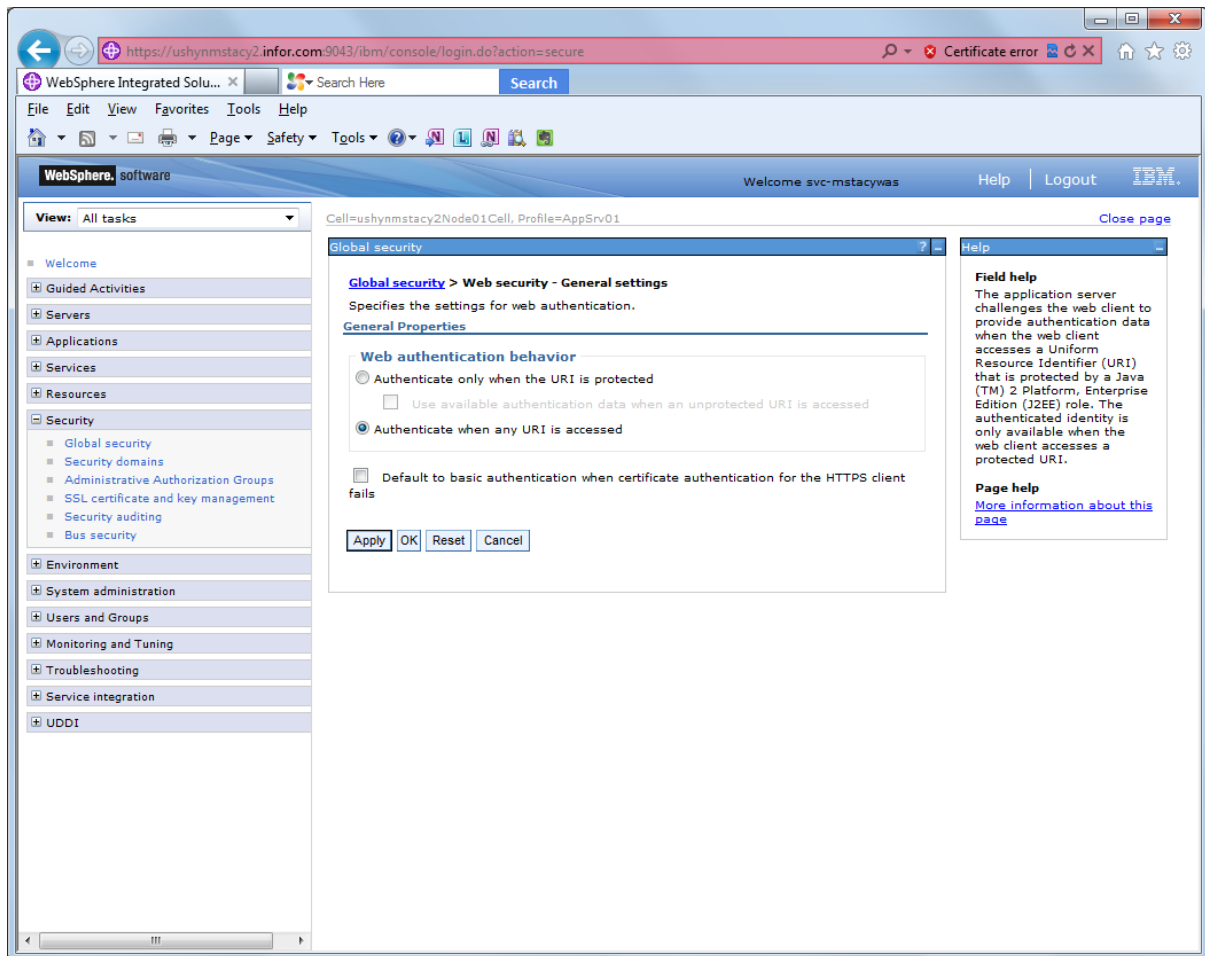 https://ushynmstacy2.infor.com:9043/ibm/console/login.do?action=secure
Certificate error
WebSphere Integrated Solu...
Search Here
Search
File Edit View Favorites Tools Help
Page Safety Tools
WebSphere. software
Welcome svc-mstacywas
Help
Logout
IBM.
View: All tasks
Cell=ushynmstacy2Node01Cell, Profile=AppSrv01
Close page
Welcome
Guided Activities
Servers
Applications
Services
Resources
Security
Global security
Security domains
Administrative Authorization Groups
SSL certificate and key management
Security auditing
Bus security
Environment
System administration
Users and Groups
Monitoring and Tuning
Troubleshooting
Service integration
UDDI
Global security
?
Global security > Web security - General settings
Specifies the settings for web authentication.
General Properties
Web authentication behavior
Authenticate only when the URI is protected
Use available authentication data when an unprotected URI is accessed
Authenticate when any URI is accessed
Default to basic authentication when certificate authentication for the HTTPS client
fails
Apply OK Reset Cancel
Help
Field help
The application server
challenges the web client to
provide authentication data
when the web client
accesses a Uniform
Resource Identifier (URI)
that is protected by a Java
(TM) 2 Platform, Enterprise
Edition (J2EE) role. The
authenticated identity is
only available when the
web client accesses a
protected URI.
Page help
More information about this
page